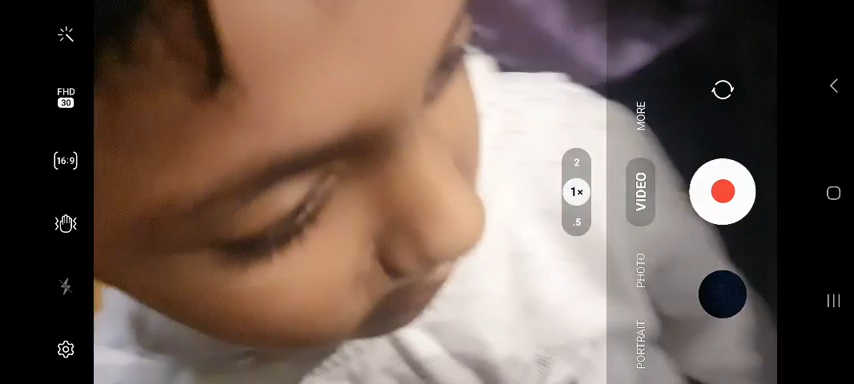 FHD
30
16:9
2
1×
.5
MORE
VIDEO
PHOTO
PORTRAIT